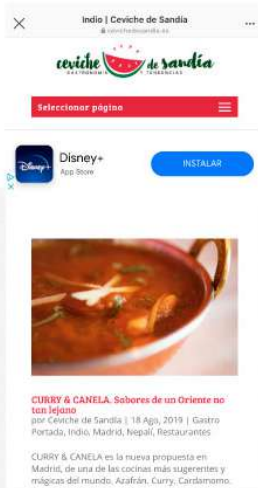 Indio | Ceviche de Sandía
cevichedesandia.es
ceviche de sandía
GASTRONOMÍA Y TENDENCIAS
Seleccionar página
Disney+
Disney+
App Store
INSTALAR
CURRY & CANELA. Sabores de un Oriente no
tan lejano
por Ceviche de Sandía | 18 Ago, 2019 | Gastro
Portada, Indio, Madrid, Nepalí, Restaurantes
CURRY & CANELA es la nueva propuesta en
Madrid, de una de las cocinas más sugerentes y
mágicas del mundo. Azafrán, Curry, Cardamomo,